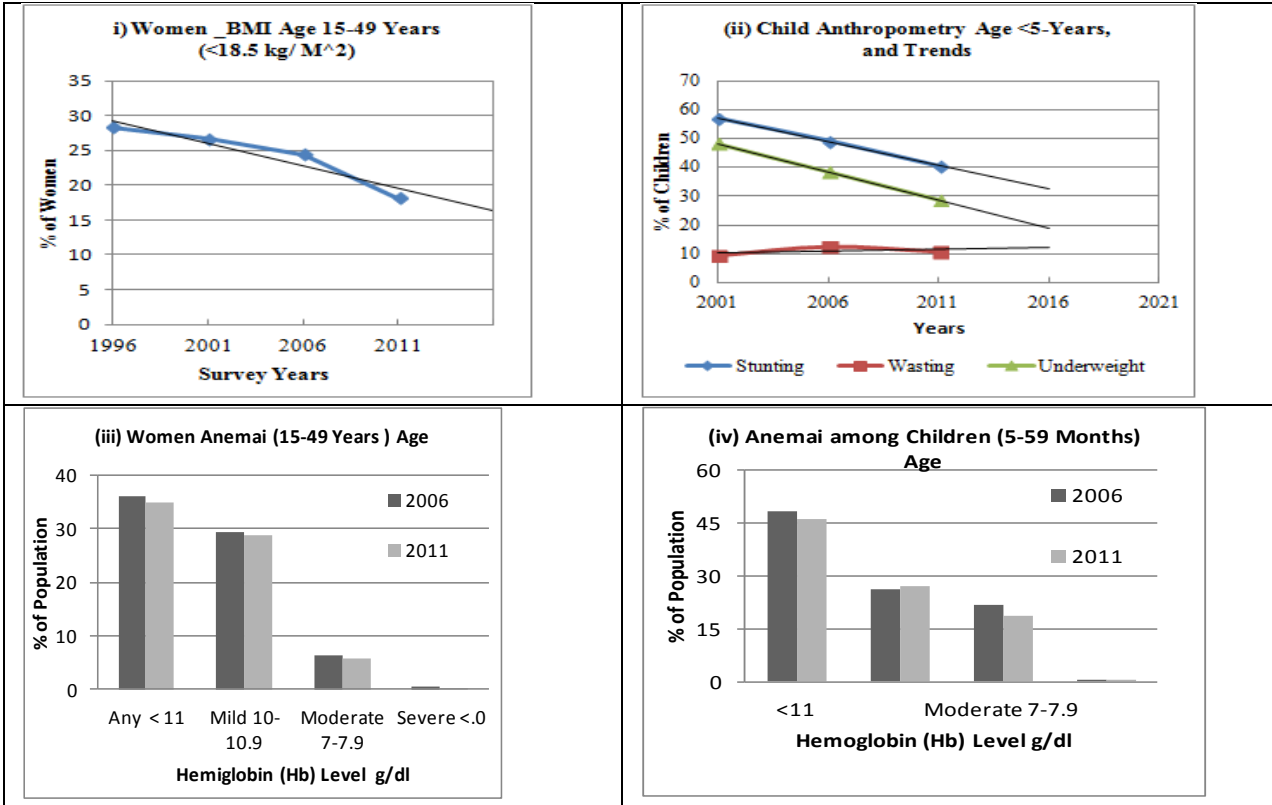 i) Women _BMI Age 15-49 Years
(<18.5 kg/ M^2)
35
30
25
20
15
10
5
0
% of Women
1996 2001 2006 2011
Survey Years
(ii) Child Anthropometry Age <5-Years,
and Trends
70
60
50
40
30
20
10
0
% of Children
2001 2006 2011 2016 2021
Years
Stunting Wasting Underweight
(iii) Women Anemai (15-49 Years ) Age
40
30
20
10
0
% of Population
2006
2011
Any < 11 Mild 10- Moderate Severe <.0
10.9 7-7.9
Hemiglobin (Hb) Level g/dl
(iv) Anemai among Children (5-59 Months)
Age
60
45
30
15
0
% of Population
2006
2011
<11 Moderate 7-7.9
Hemoglobin (Hb) Level g/dl